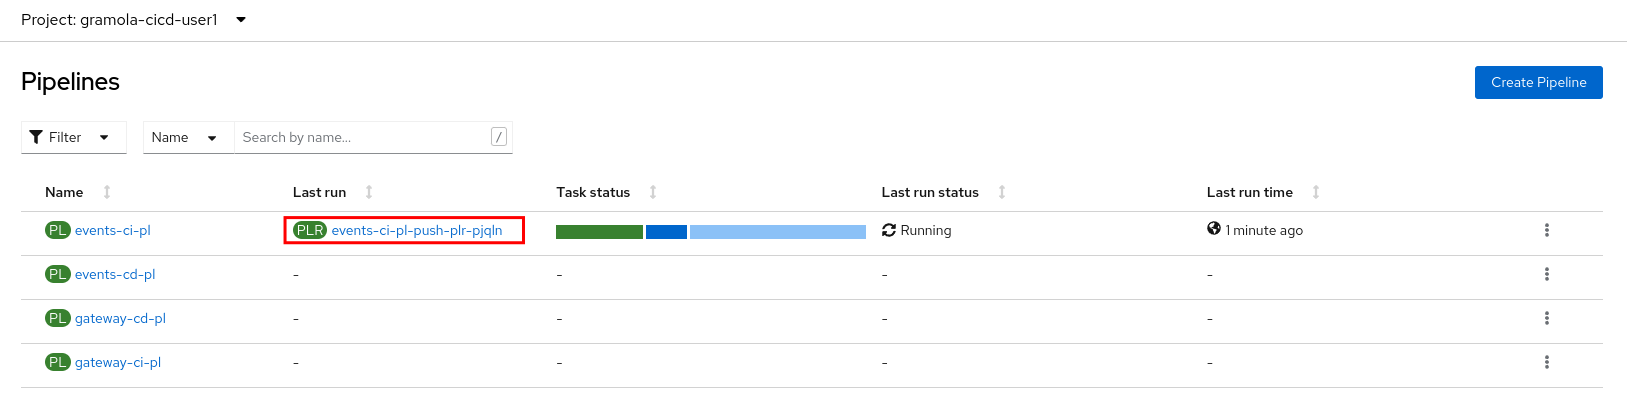 Project: gramola-cicd-user1
Pipelines
Create Pipeline
Filter Name Search by name... /
Name Last run Task status Last run status Last run time
PL events-ci-pl PLR events-ci-pl-push-plr-pjqln Running 1 minute ago
PL events-cd-pl - - - -
PL gateway-cd-pl - - - -
PL gateway-ci-pl - - - -